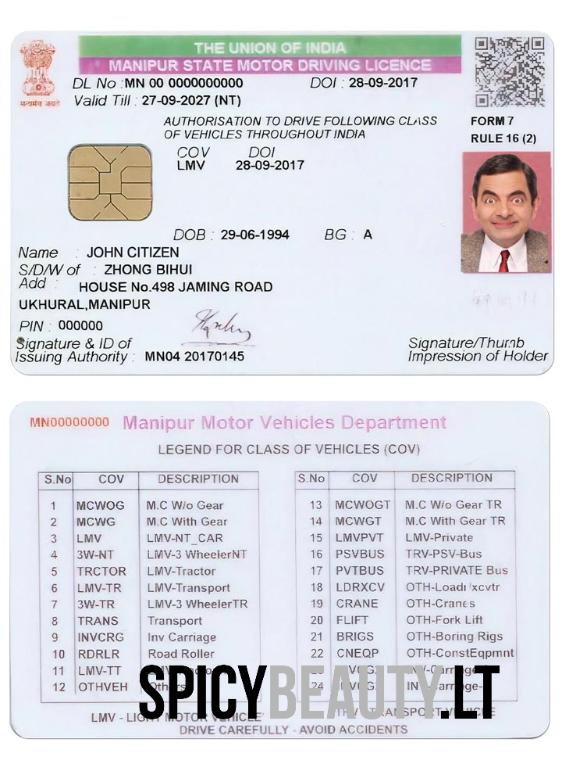 THE UNION OF INDIA
MANIPUR STATE MOTOR DRIVING LICENCE
सत्यमेव जयते
DL No : MN 00 0000000000 DOI : 28-09-2017
Valid Till : 27-09-2027 (NT)
AUTHORISATION TO DRIVE FOLLOWING CLASS
OF VEHICLES THROUGHOUT INDIA
FORM 7
RULE 16 (2)
COV DOI
LMV 28-09-2017
DOB : 29-06-1994 BG : A
Name : JOHN CITIZEN
S/D/W of : ZHONG BIHUI
Add : HOUSE No.498 JAMING ROAD
UKHURAL,MANIPUR
PIN : 000000
Signature & ID of
Issuing Authority : MN04 20170145
Signature/Thumb
Impression of Holder
MN00000000 Manipur Motor Vehicles Department
LEGEND FOR CLASS OF VEHICLES (COV)
S.No COV DESCRIPTION
1 MCWOG M.C W/o Gear
2 MCWG M.C With Gear
3 LMV LMV-NT_CAR
4 3W-NT LMV-3 WheelerNT
5 TRCTOR LMV-Tractor
6 LMV-TR LMV-Transport
7 3W-TR LMV-3 WheelerTR
8 TRANS Transport
9 INVCRG Inv Carriage
10 RDRLR Road Roller
11 LMV-TT
12 OTHVEH Others
S.No COV DESCRIPTION
13 MCWOGT M.C W/o Gear TR
14 MCWGT M.C With Gear TR
15 LMVPVT LMV-Private
16 PSVBUS TRV-PSV-Bus
17 PVTBUS TRV-PRIVATE Bus
18 LDRXCV OTH-Loadr/xcvtr
19 CRANE OTH-Cranes
20 FLIFT OTH-Fork Lift
21 BRIGS OTH-Boring Rigs
22 CNEQP OTH-ConstEqpmnt
SPICYBEAUTY.LT
LMV - LIGHT MOTOR VEHICLE TRV-TRANSPORT VEHICLE
DRIVE CAREFULLY - AVOID ACCIDENTS